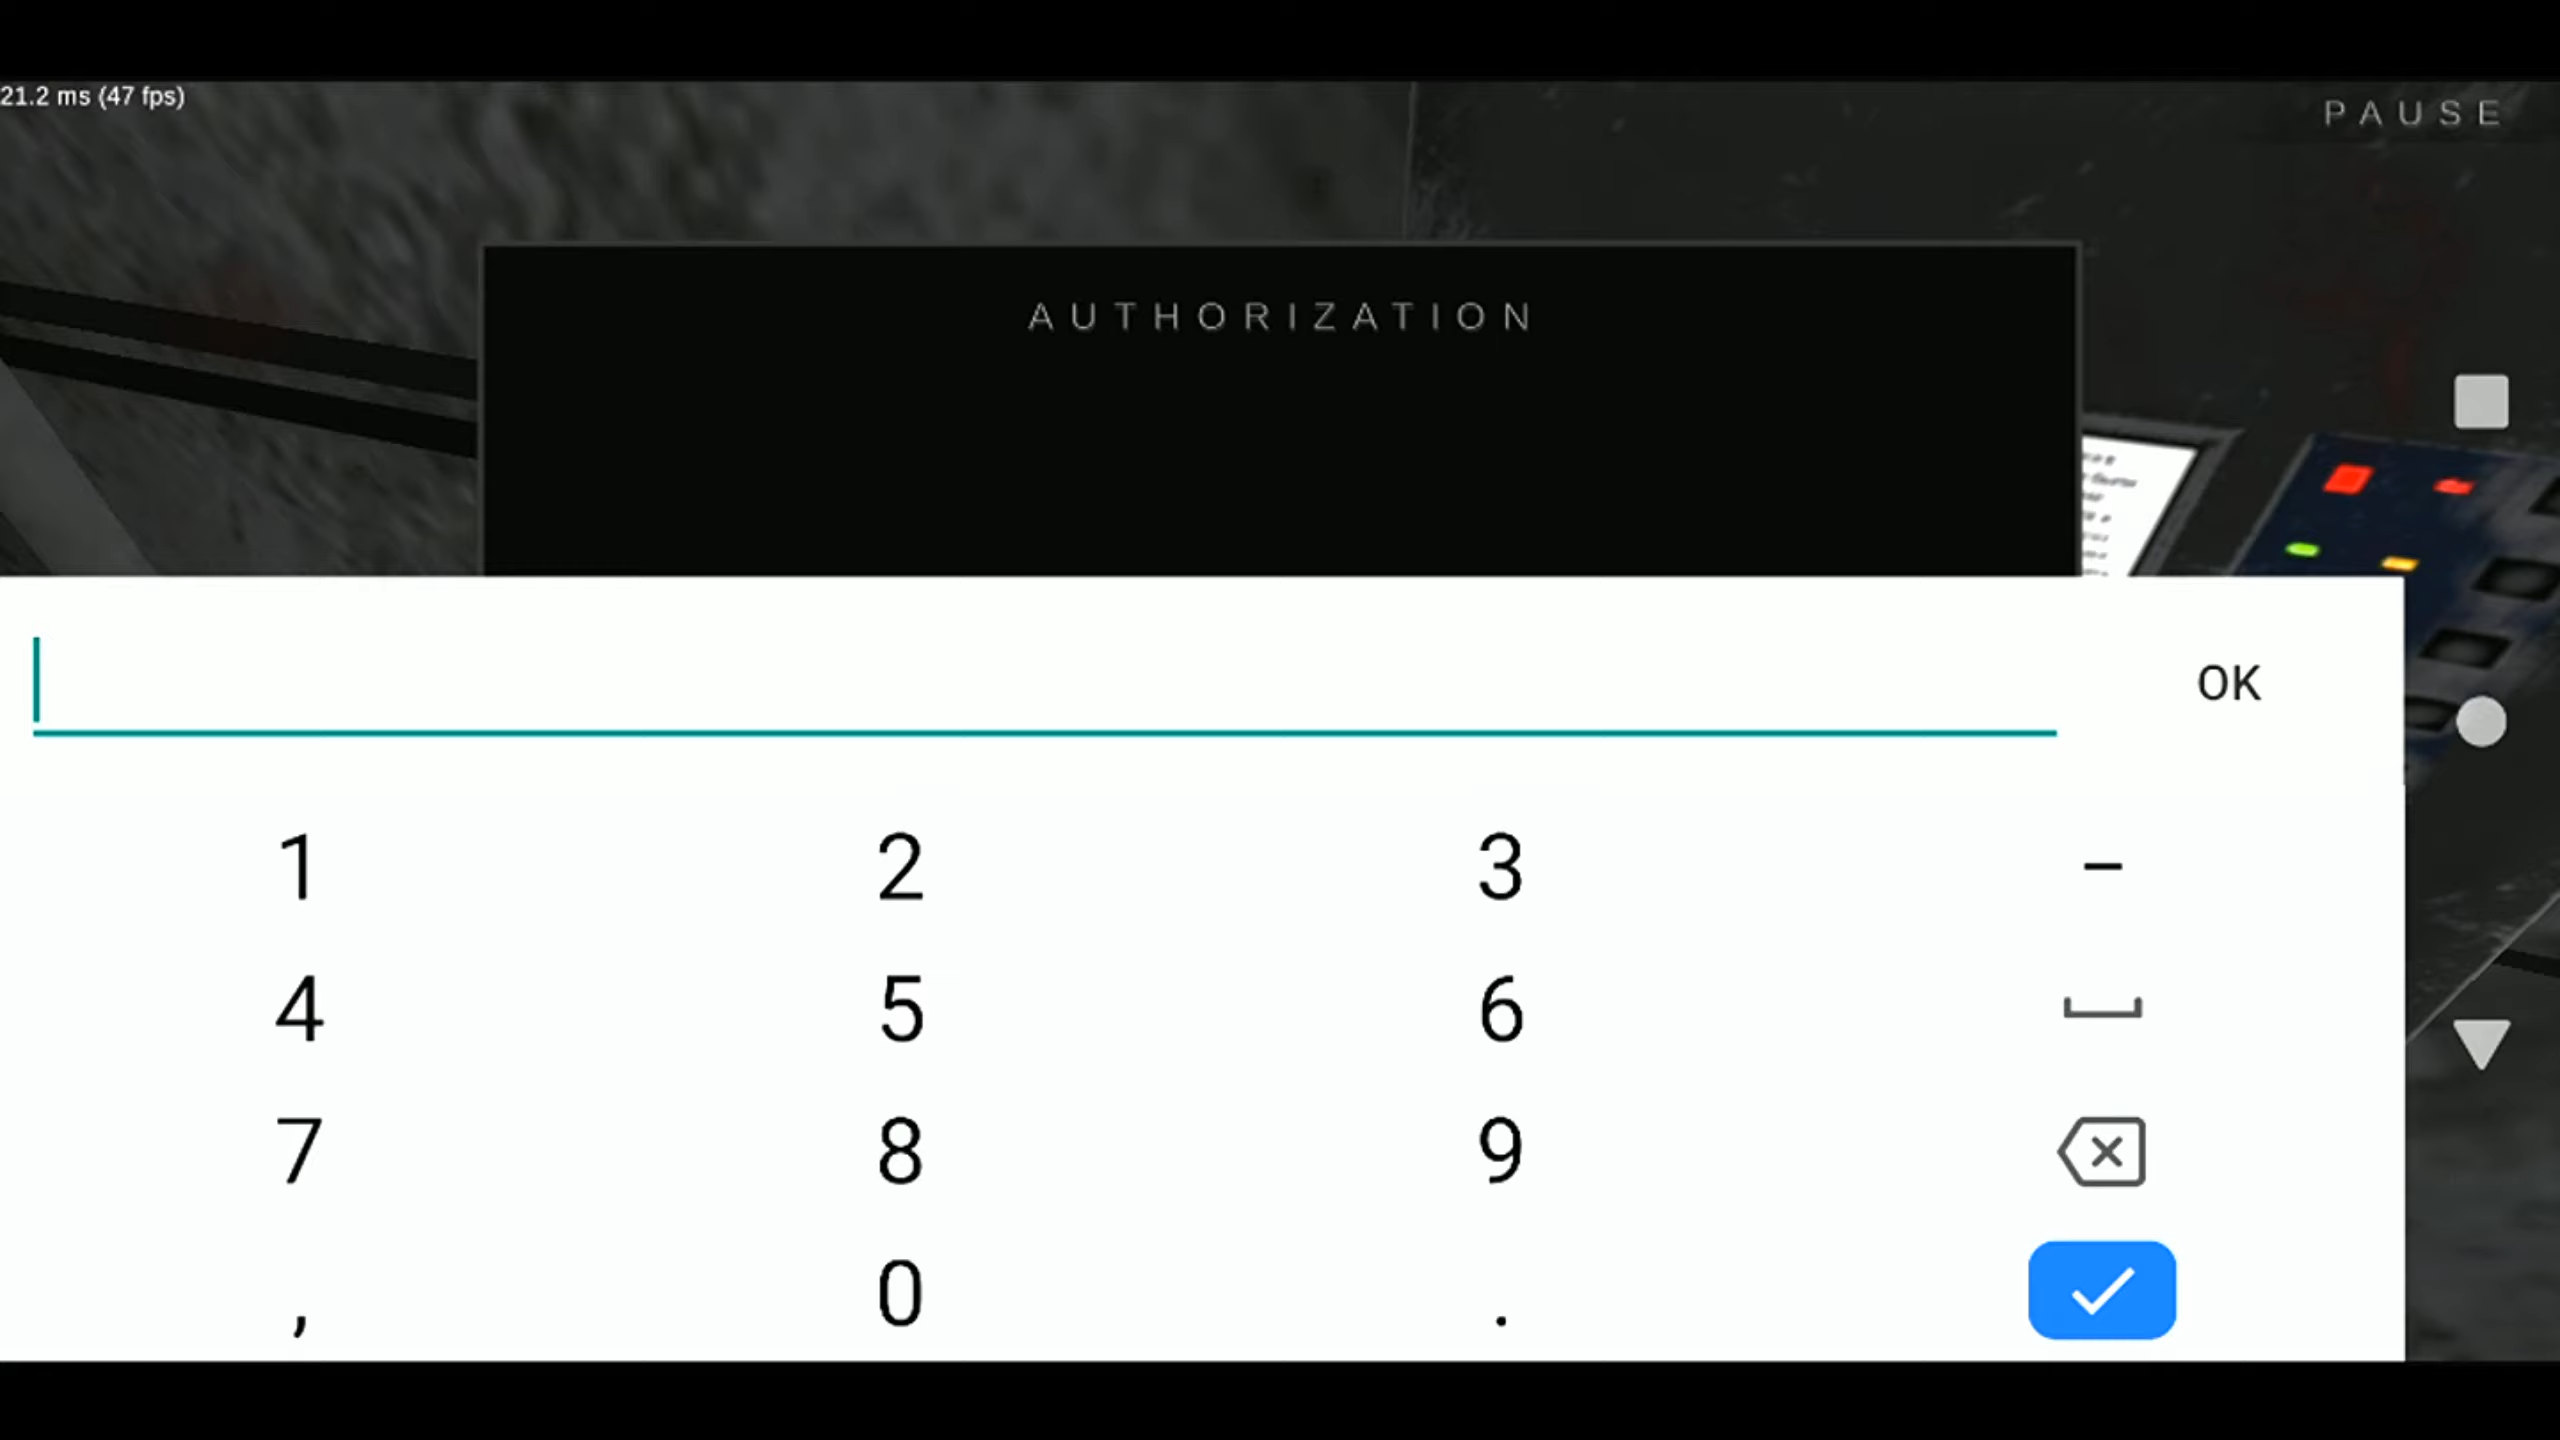 21.2 ms (47 fps)
PAUSE
AUTHORIZATION
OK
1 2 3 –
4 5 6
7 8 9
, 0 .